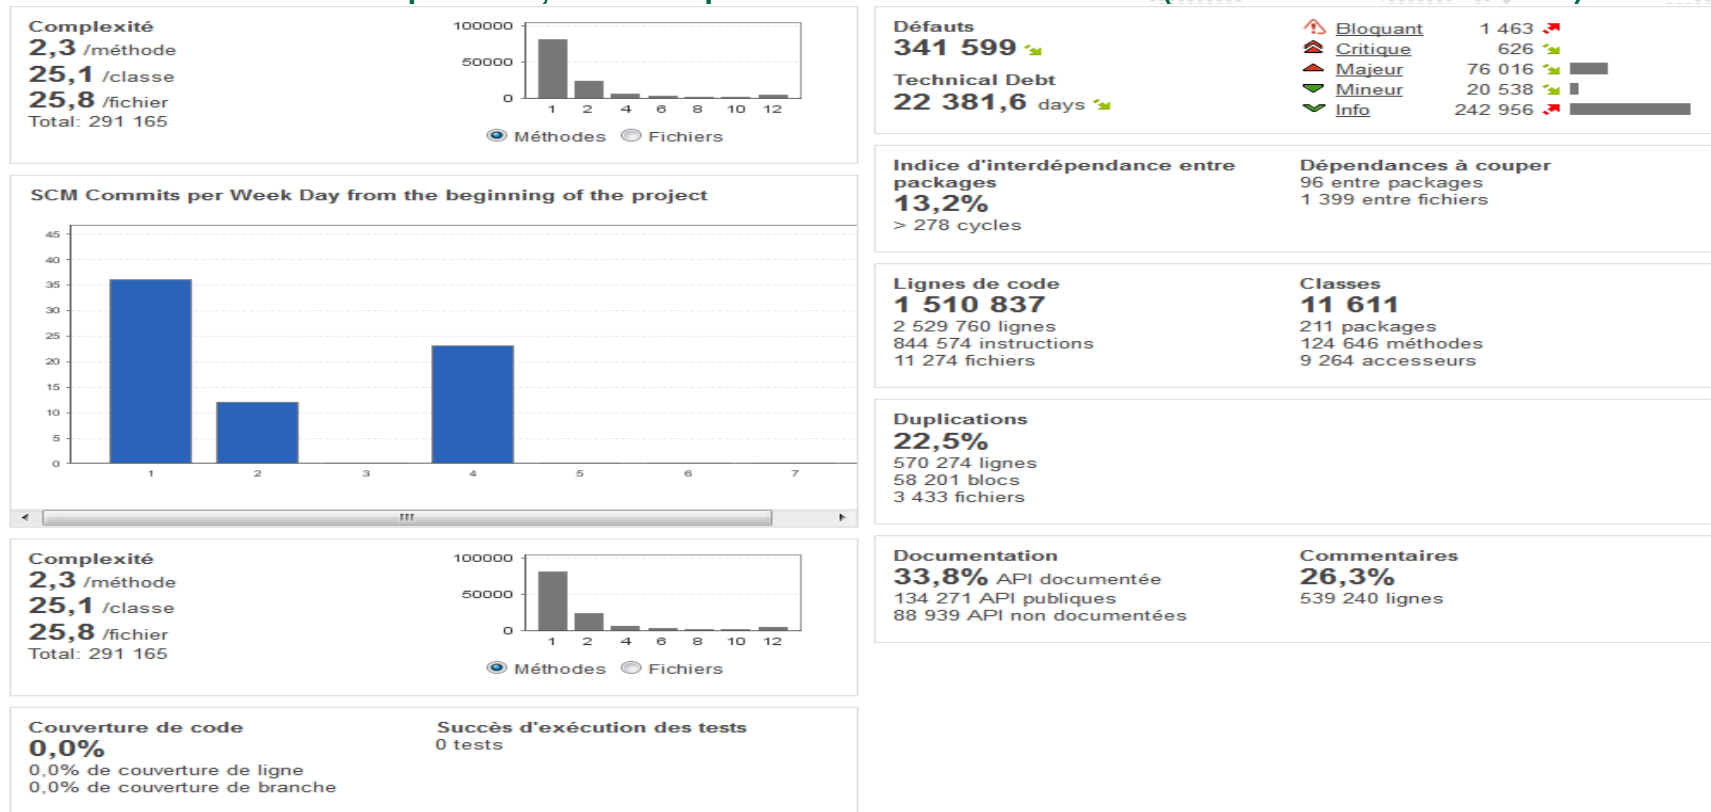 Complexité
2,3 /méthode
25,1 /classe
25,8 /fichier
Total: 291 165
100000
50000
0
1 2 4 6 8 10 12
Méthodes Fichiers
SCM Commits per Week Day from the beginning of the project
45
40
35
30
25
20
15
10
5
0
1 2 3 4 5 6 7
Complexité
2,3 /méthode
25,1 /classe
25,8 /fichier
Total: 291 165
100000
50000
0
1 2 4 6 8 10 12
Méthodes Fichiers
Couverture de code
0,0%
0,0% de couverture de ligne
0,0% de couverture de branche
Succès d'exécution des tests
0 tests
Défauts
341 599
Technical Debt
22 381,6 days
Bloquant 1 463
Critique 626
Majeur 76 016
Mineur 20 538
Info 242 956
Indice d'interdépendance entre
packages
13,2%
> 278 cycles
Dépendances à couper
96 entre packages
1 399 entre fichiers
Lignes de code
1 510 837
2 529 760 lignes
844 574 instructions
11 274 fichiers
Classes
11 611
211 packages
124 646 méthodes
9 264 accesseurs
Duplications
22,5%
570 274 lignes
58 201 blocs
3 433 fichiers
Documentation
33,8% API documentée
134 271 API publiques
88 939 API non documentées
Commentaires
26,3%
539 240 lignes